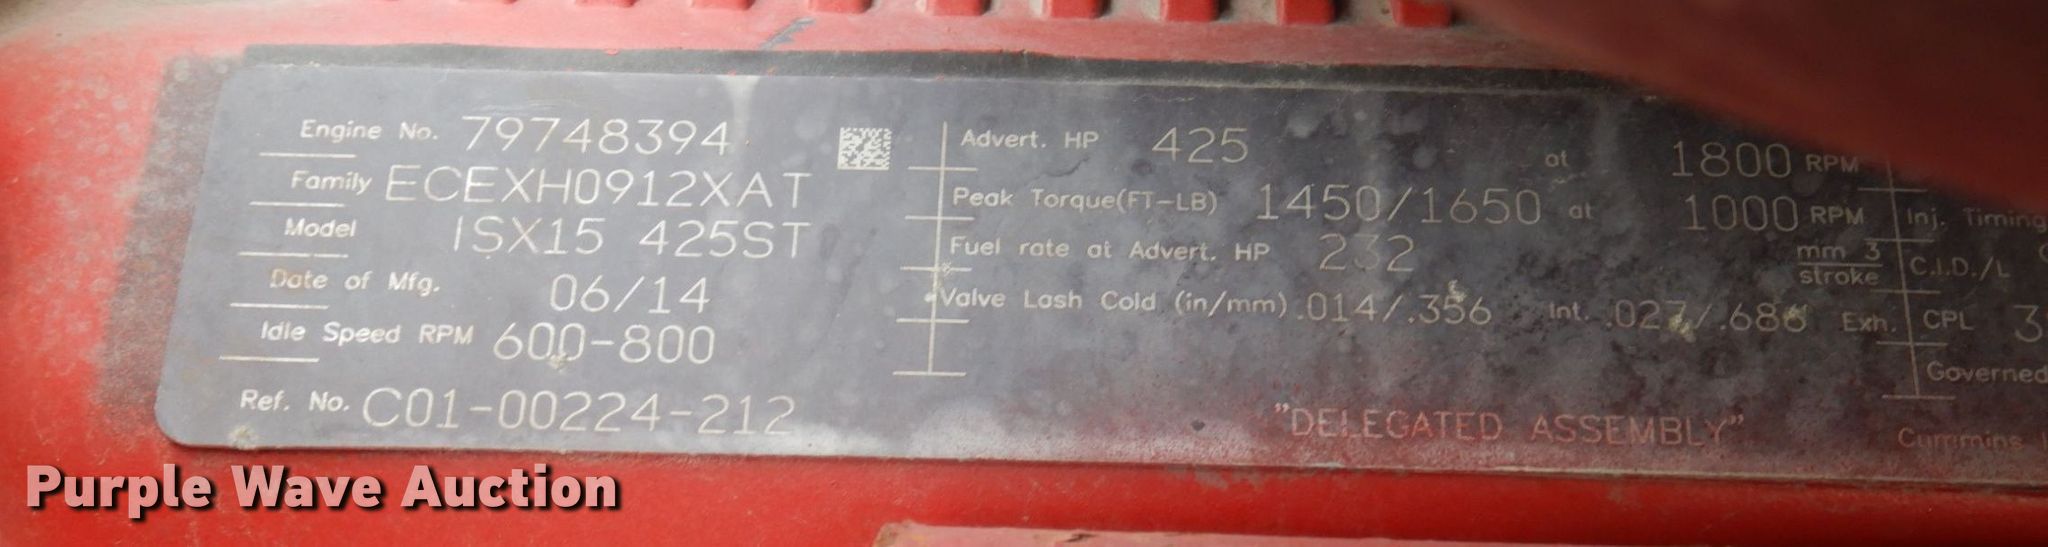 Engine No. 79748394
Family ECEXH0912XAT
Model ISX15 425ST
Date of Mfg. 06/14
Idle Speed RPM 600-800
Ref. No. C01-00224-212
Advert. HP 425 at 1800 RPM
Peak Torque(FT-LB) 1450/1650 at 1000 RPM
Fuel rate at Advert. HP 232 mm 3 stroke
Valve Lash Cold (in/mm) .014/.356 Int. .027/.686 Exh.
"DELEGATED ASSEMBLY"
Inj. Timing
C.I.D./L
CPL 3
Governed
Cummins
Purple Wave Auction